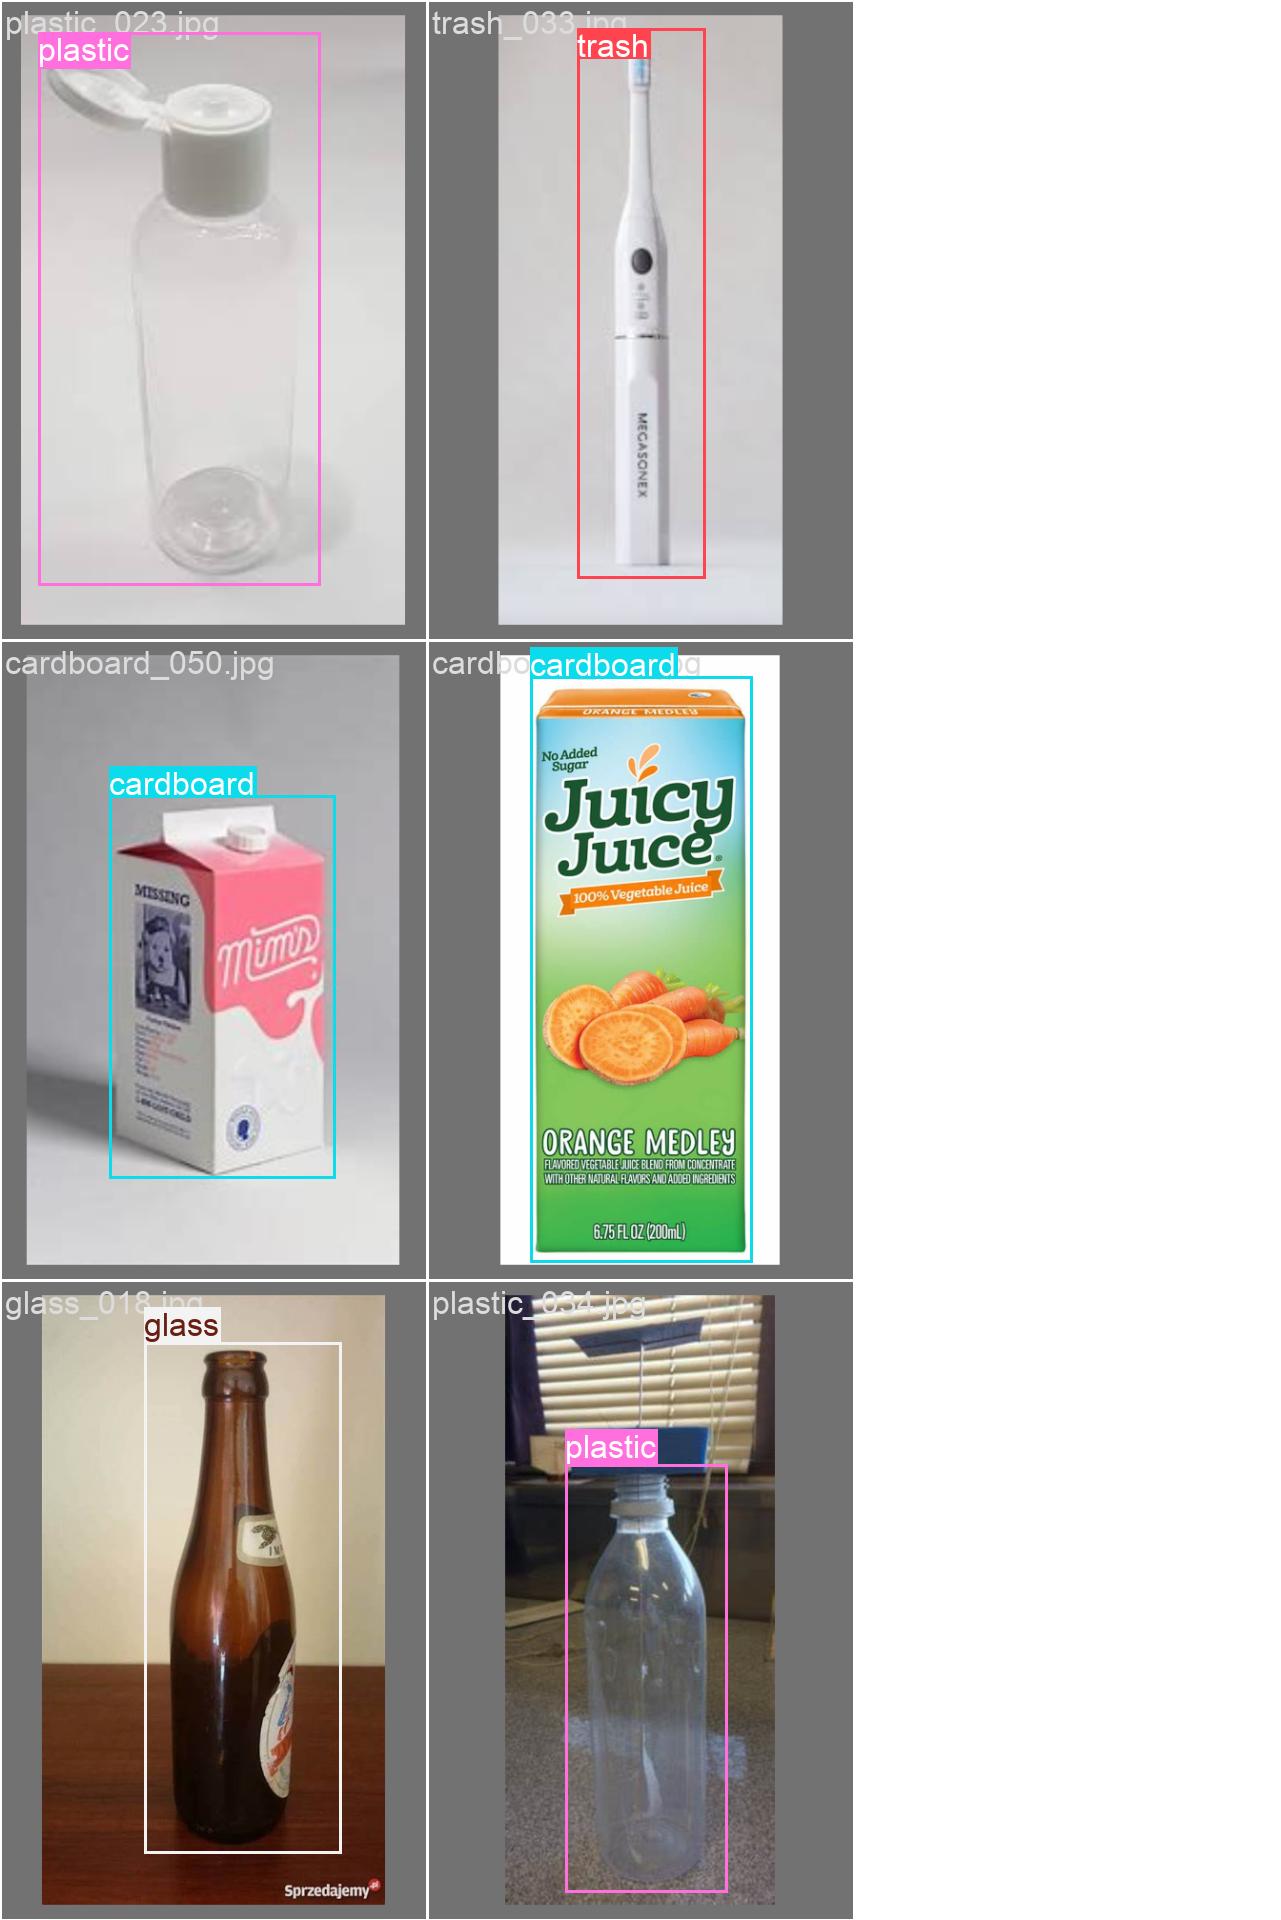 plastic_023.jpg
plastic
trash_033.jpg
trash
MEGASONEX
cardboard_050.jpg
cardboard
MISSING
mim's
cardbo
cardboard
ORANGE MEDLEY
No Added
Sugar
Juicy
Juice
100% Vegetable Juice
ORANGE MEDLEY
FLAVORED VEGETABLE JUICE BLEND FROM CONCENTRATE
WITH OTHER NATURAL FLAVORS AND ADDED INGREDIENTS
6.75 FL OZ (200mL)
glass_018.jpg
glass
Sprzedajemy.pl
plastic_034.jpg
plastic